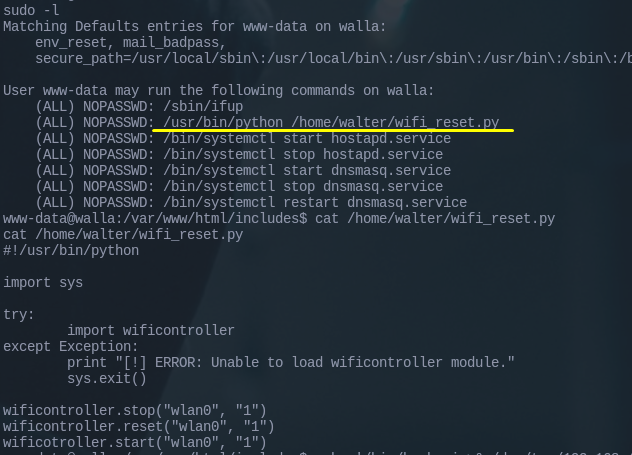 sudo -l
Matching Defaults entries for www-data on walla:
    env_reset, mail_badpass,
    secure_path=/usr/local/sbin\:/usr/local/bin\:/usr/sbin\:/usr/bin\:/sbin\:/b

User www-data may run the following commands on walla:
    (ALL) NOPASSWD: /sbin/ifup
    (ALL) NOPASSWD: /usr/bin/python /home/walter/wifi_reset.py
    (ALL) NOPASSWD: /bin/systemctl start hostapd.service
    (ALL) NOPASSWD: /bin/systemctl stop hostapd.service
    (ALL) NOPASSWD: /bin/systemctl start dnsmasq.service
    (ALL) NOPASSWD: /bin/systemctl stop dnsmasq.service
    (ALL) NOPASSWD: /bin/systemctl restart dnsmasq.service
www-data@walla:/var/www/html/includes$ cat /home/walter/wifi_reset.py
cat /home/walter/wifi_reset.py
#!/usr/bin/python

import sys

try:
        import wificontroller
except Exception:
        print "[!] ERROR: Unable to load wificontroller module."
        sys.exit()

wificontroller.stop("wlan0", "1")
wificontroller.reset("wlan0", "1")
wificotroller.start("wlan0", "1")